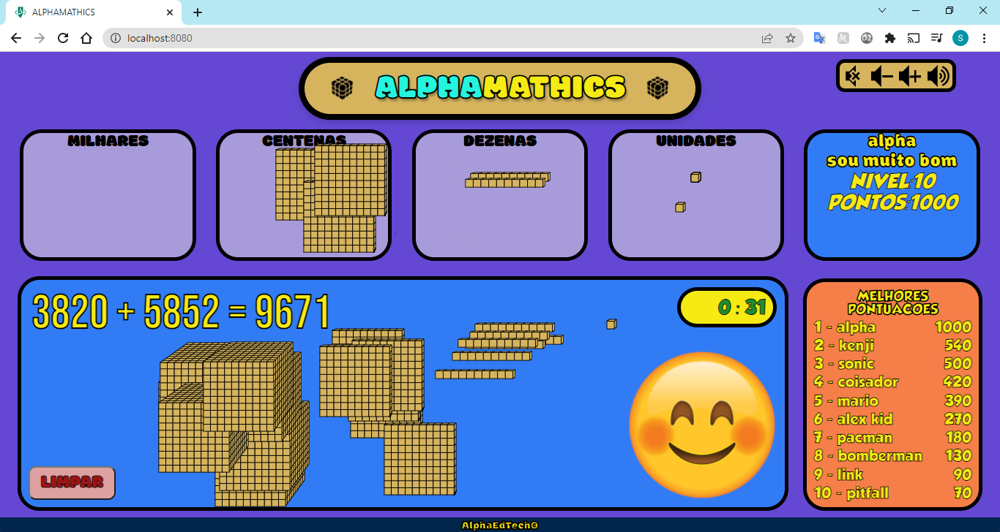 ALPHAMATHICS
localhost:8080
ALPHAMATHICS
MILHARES
CENTENAS
DEZENAS
UNIDADES
alpha
sou muito bom
NIVEL:10
PONTOS:1000
3820 + 5852 = 9671
0 : 31
MELHORES
PONTUACOES
1 - alpha 1000
2 - kenji 540
3 - sonic 500
4 - coisador 420
5 - mario 390
6 - alex kid 270
7 - pacman 180
8 - bomberman 130
9 - link 90
10 - pitfall 70
LIMPAR
AlphaEdTech©